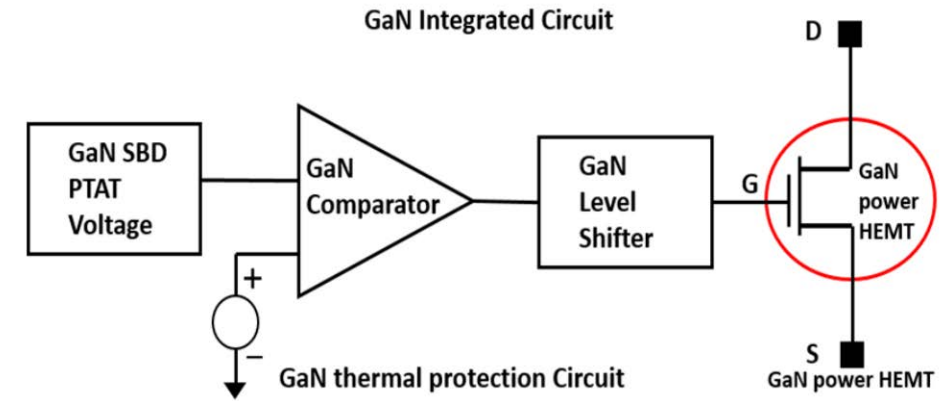 GaN Integrated Circuit
D
GaN SBD
PTAT
Voltage
GaN
Comparator
GaN
Level
Shifter
G
GaN
power
HEMT
+
−
S
GaN thermal protection Circuit
GaN power HEMT